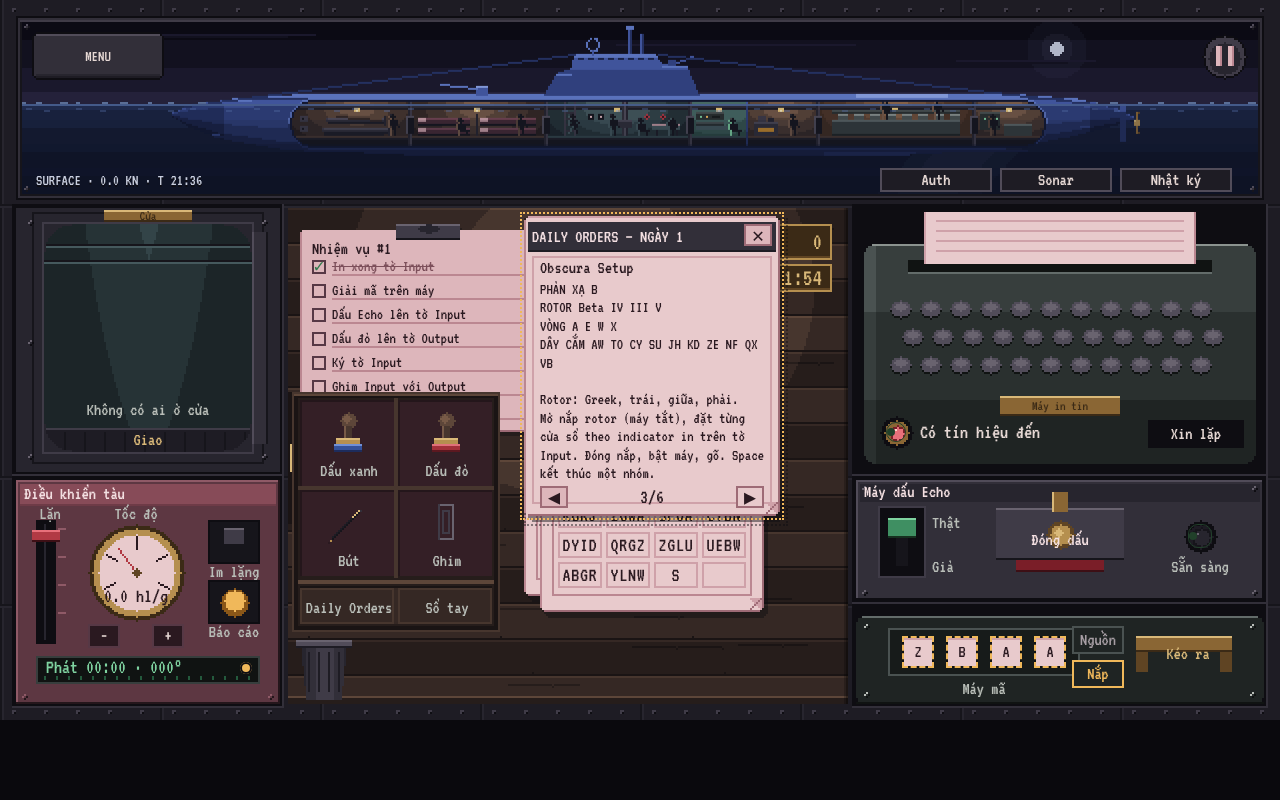 MENU
SURFACE · 0.0 KN · T 21:36
Auth
Sonar
Nhật ký
Cửa
Không có ai ở cửa
Giao
Nhiệm vụ #1
In xong tờ Input
Giải mã trên máy
Dấu Echo lên tờ Input
Dấu đỏ lên tờ Output
Ký tờ Input
Ghim Input với Output
0
1:54
DAILY ORDERS – NGÀY 1
Obscura Setup
PHẢN XẠ B
ROTOR Beta IV III V
VÒNG A E W X
DÂY CẮM AW TO CY SU JH KD ZE NF QX
VB
Rotor: Greek, trái, giữa, phải.
Mở nắp rotor (máy tắt), đặt từng
cửa sổ theo indicator in trên tờ
Input. Đóng nắp, bật máy, gõ. Space
kết thúc một nhóm.
◀ 3/6 ▶
DYID QRGZ ZGLU UEBW
ABGR YLNW S
Dấu xanh
Dấu đỏ
Bút
Ghim
Daily Orders
Sổ tay
Máy in tin
Có tín hiệu đến
Xin lặp
Điều khiển tàu
Lặn
Tốc độ
0.0 hl/g
Im lặng
Báo cáo
- +
Phát 00:00 · 000°
Máy dấu Echo
Thật
Giả
Đóng dấu
Sẵn sàng
Z B A A
Nguồn
Nắp
Kéo ra
Máy mã